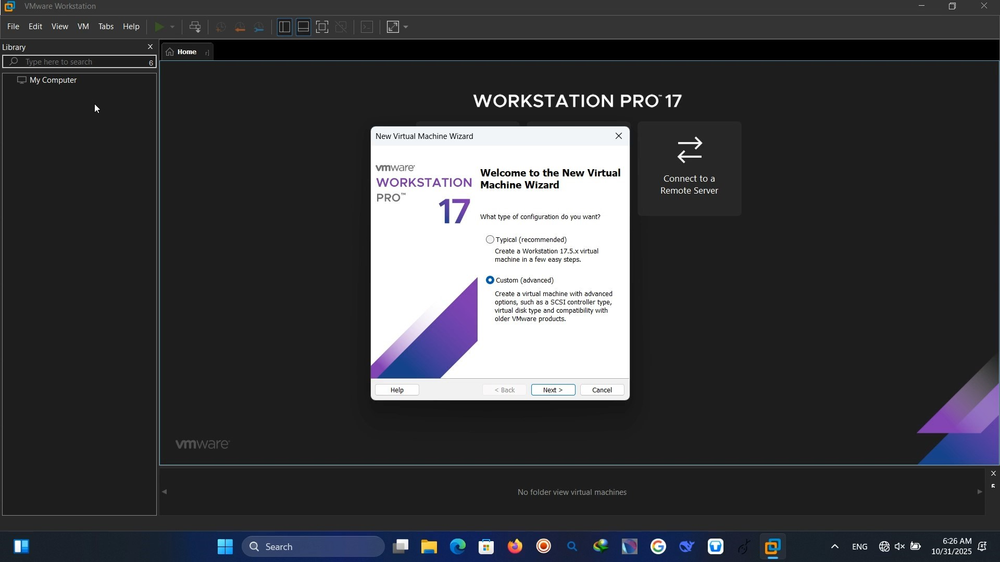 VMware Workstation
File Edit View VM Tabs Help
Library
Home
Type here to search
My Computer
WORKSTATION PRO™ 17
Connect to a
Remote Server
New Virtual Machine Wizard
vmware®
WORKSTATION
PRO™
17
Welcome to the New Virtual
Machine Wizard
What type of configuration do you want?
Typical (recommended)
Create a Workstation 17.5.x virtual
machine in a few easy steps.
Custom (advanced)
Create a virtual machine with advanced
options, such as a SCSI controller type,
virtual disk type and compatibility with
older VMware products.
Help
< Back
Next >
Cancel
vmware®
No folder view virtual machines
Search
ENG
6:26 AM
10/31/2025